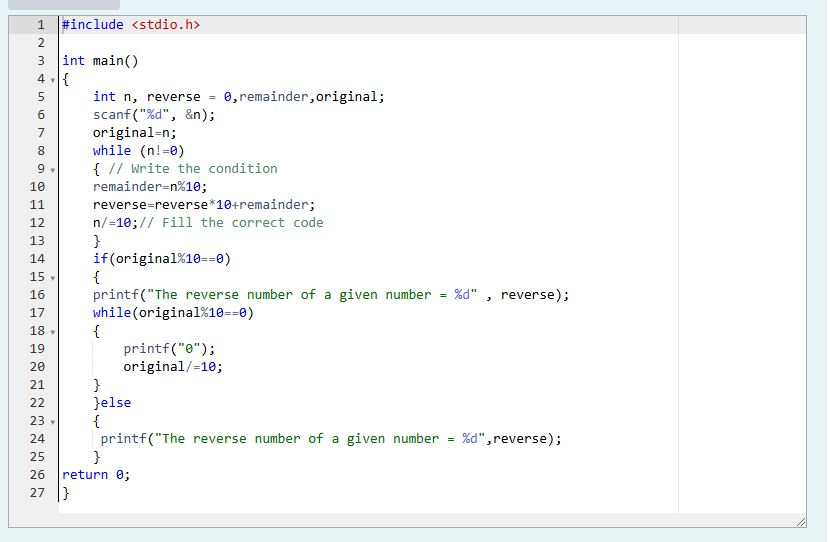 1 #include <stdio.h>
2
3 int main()
4 {
5 int n, reverse = 0,remainder,original;
6 scanf("%d", &n);
7 original=n;
8 while (n!=0)
9 { // Write the condition
10 remainder=n%10;
11 reverse=reverse*10+remainder;
12 n/=10;// Fill the correct code
13 }
14 if(original%10==0)
15 {
16 printf("The reverse number of a given number = %d" , reverse);
17 while(original%10==0)
18 {
19 printf("0");
20 original/=10;
21 }
22 }else
23 {
24 printf("The reverse number of a given number = %d",reverse);
25 }
26 return 0;
27 }